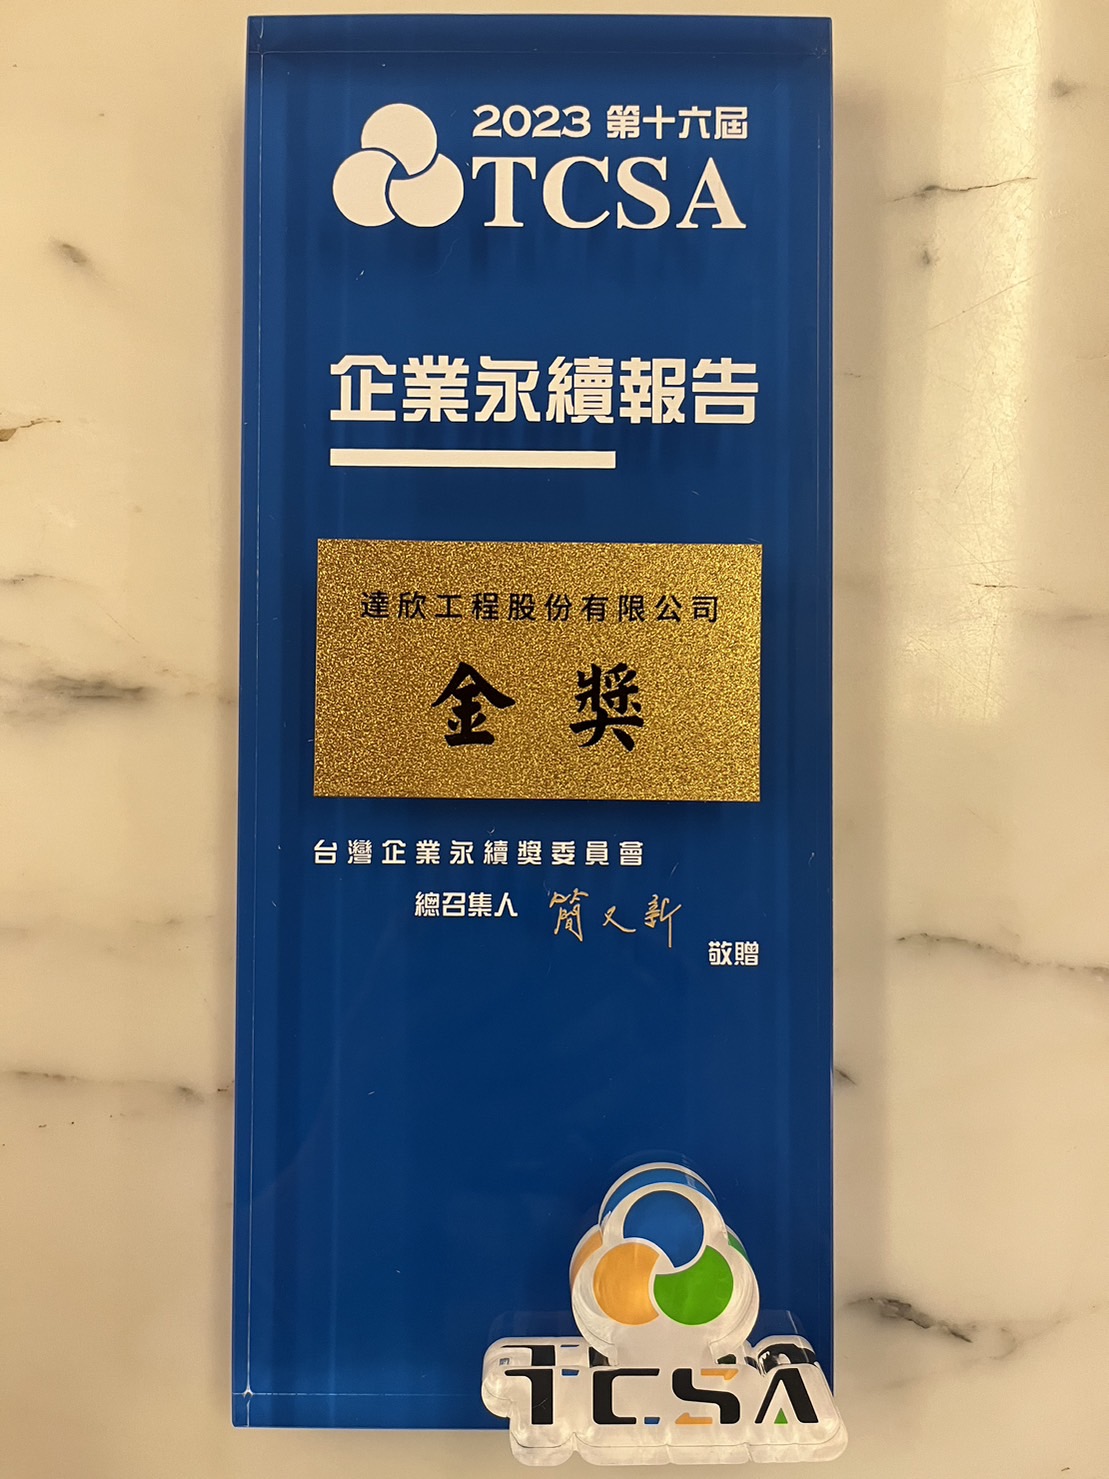 2023 第十六屆
TCSA
企業永續報告
達欣工程股份有限公司
金獎
台灣企業永續獎委員會
總召集人 簡又新
敬贈
TCSA